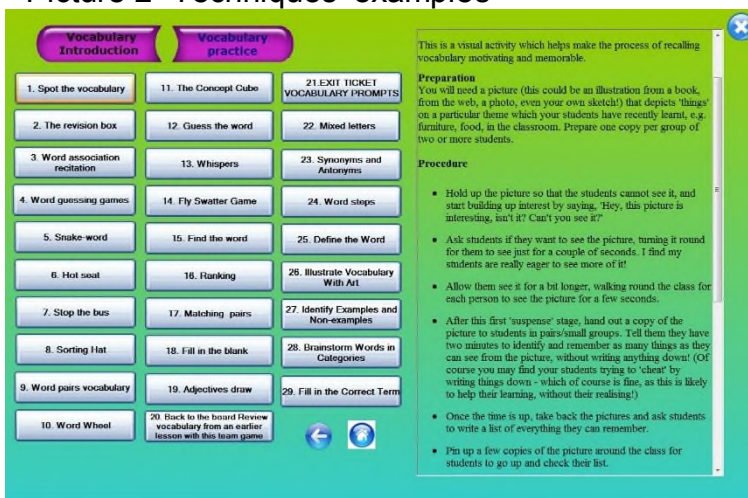 Picture 2 Techniques' examples
Vocabulary
Introduction
Vocabulary
practice
1. Spot the vocabulary
2. The revision box
3. Word association
recitation
4. Word guessing games
5. Snake-word
6. Hot seat
7. Stop the bus
8. Sorting Hat
9. Word pairs vocabulary
10. Word Wheel
11. The Concept Cube
12. Guess the word
13. Whispers
14. Fly Swatter Game
15. Find the word
16. Ranking
17. Matching pairs
18. Fill in the blank
19. Adjectives draw
20. Back to the board Review
vocabulary from an earlier
lesson with this team game
21.EXIT TICKET
VOCABULARY PROMPTS
22. Mixed letters
23. Synonyms and
Antonyms
24. Word steps
25. Define the Word
26. Illustrate Vocabulary
With Art
27. Identify Examples and
Non-examples
28. Brainstorm Words in
Categories
29. Fill in the Correct Term
This is a visual activity which helps make the process of recalling
vocabulary motivating and memorable.
Preparation
You will need a picture (this could be an illustration from a book,
from the web, a photo, even your own sketch!) that depicts 'things'
on a particular theme which your students have recently learnt, e.g.
furniture, food, in the classroom. Prepare one copy per group of
two or more students.
Procedure
• Hold up the picture so that the students cannot see it, and
start building up interest by saying, 'Hey, this picture is
interesting, isn't it? Can't you see it?'
• Ask students if they want to see the picture, turning it round
for them to see just for a couple of seconds. I find my
students are really eager to see more of it!
• Allow them see it for a bit longer, walking round the class for
each person to see the picture for a few seconds.
• After this first 'suspense' stage, hand out a copy of the
picture to students in pairs/small groups. Tell them they have
two minutes to identify and remember as many things as they
can see from the picture, without writing anything down! (Of
course you may find your students trying to 'cheat' by
writing things down - which of course is fine, as this is likely
to help their learning, without their realising!)
• Once the time is up, take back the pictures and ask students
to write a list of everything they can remember.
• Pin up a few copies of the picture around the class for
students to go up and check their list.